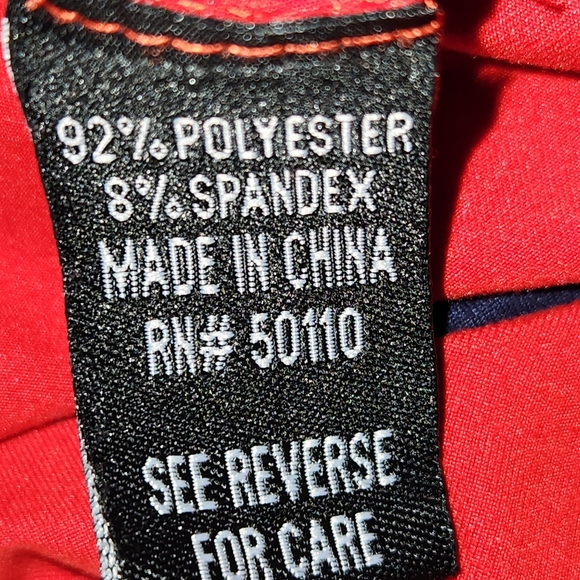 92% POLYESTER
8% SPANDEX
MADE IN CHINA
RN# 50110
SEE REVERSE
FOR CARE